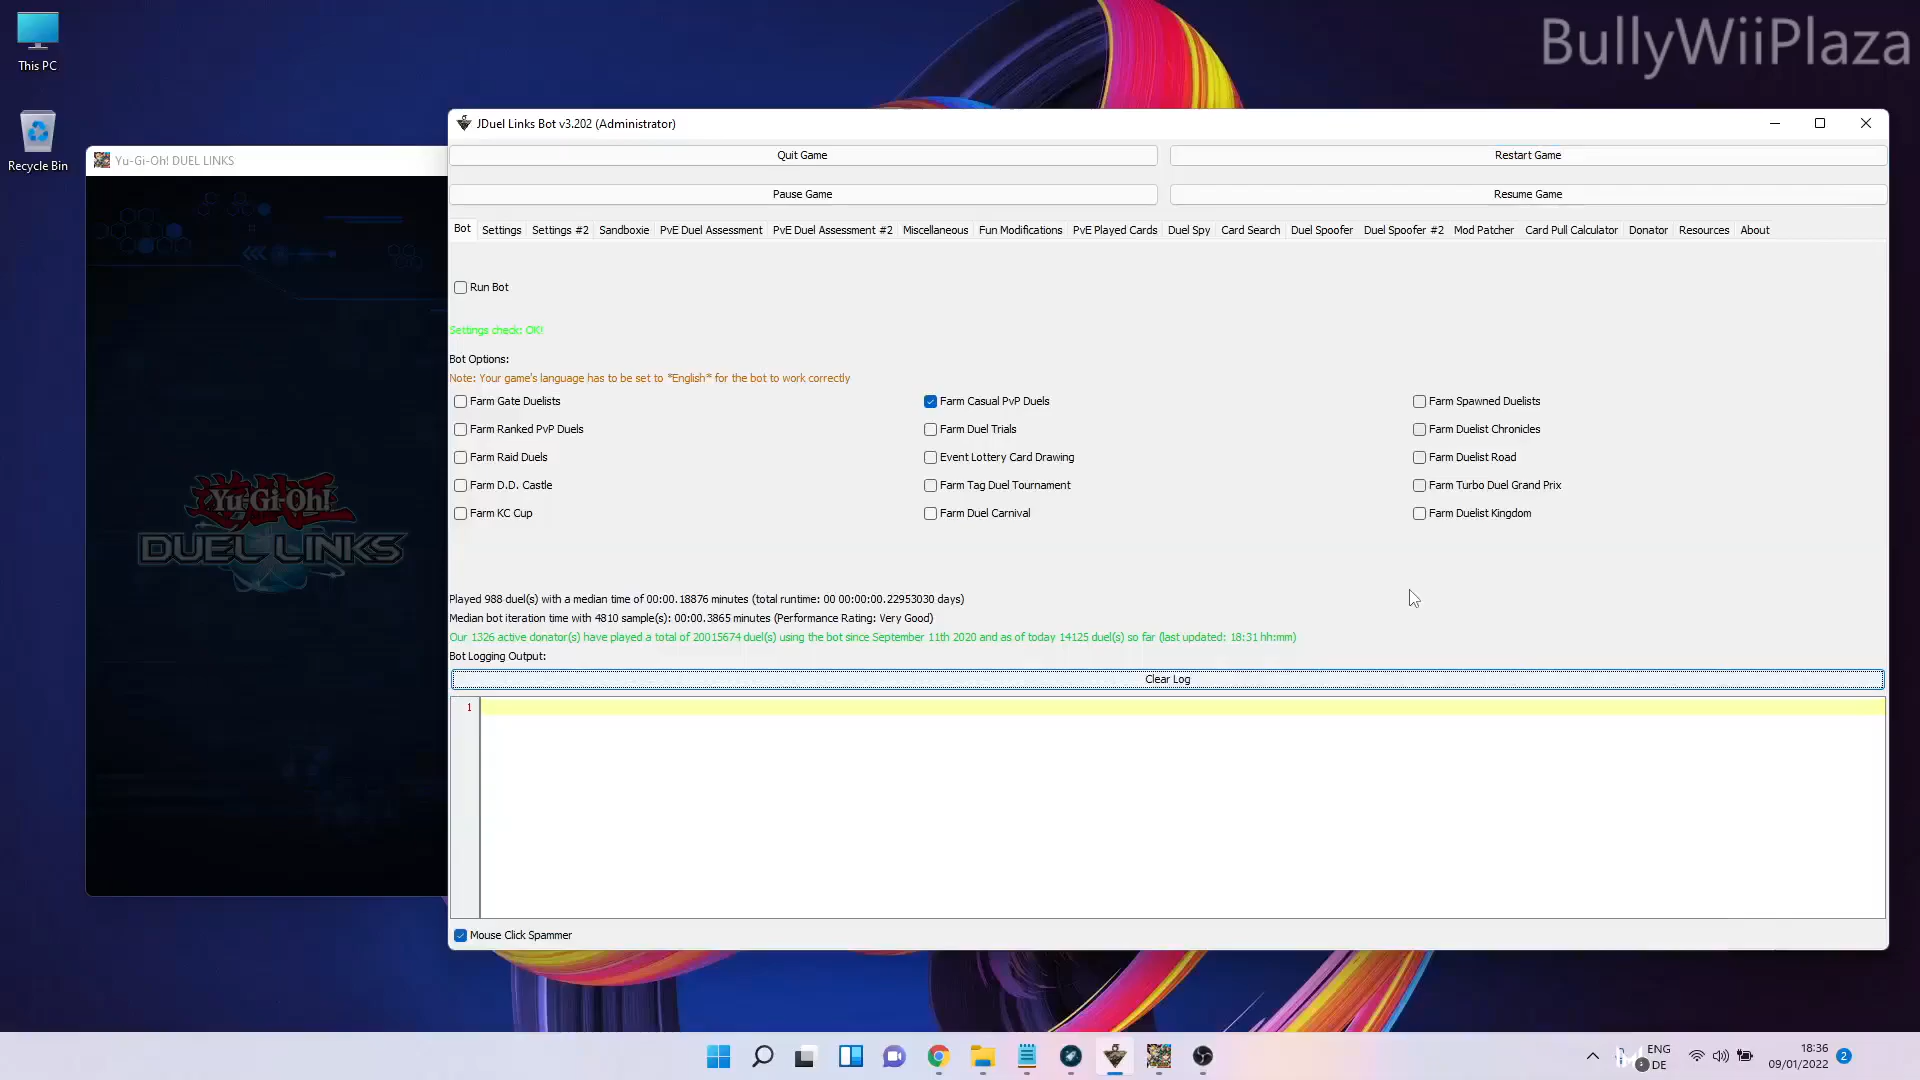 BullyWiiPlaza
This PC
Recycle Bin
Yu-Gi-Oh! DUEL LINKS
Yu-Gi-Oh!
DUEL LINKS
JDuel Links Bot v3.202 (Administrator)
Quit Game
Restart Game
Pause Game
Resume Game
Bot Settings Settings #2 Sandboxie PvE Duel Assessment PvE Duel Assessment #2 Miscellaneous Fun Modifications PvE Played Cards Duel Spy Card Search Duel Spoofer Duel Spoofer #2 Mod Patcher Card Pull Calculator Donator Resources About
Run Bot
Settings check: OK!
Bot Options:
Note: Your game's language has to be set to *English* for the bot to work correctly
Farm Gate Duelists
Farm Casual PvP Duels
Farm Spawned Duelists
Farm Ranked PvP Duels
Farm Duel Trials
Farm Duelist Chronicles
Farm Raid Duels
Event Lottery Card Drawing
Farm Duelist Road
Farm D.D. Castle
Farm Tag Duel Tournament
Farm Turbo Duel Grand Prix
Farm KC Cup
Farm Duel Carnival
Farm Duelist Kingdom
Played 988 duel(s) with a median time of 00:00.18876 minutes (total runtime: 00 00:00:00.22953030 days)
Median bot iteration time with 4810 sample(s): 00:00.3865 minutes (Performance Rating: Very Good)
Our 1326 active donator(s) have played a total of 20015674 duel(s) using the bot since September 11th 2020 and as of today 14125 duel(s) so far (last updated: 18:31 hh:mm)
Bot Logging Output:
Clear Log
1
Mouse Click Spammer
ENG
DE
18:36
09/01/2022
2